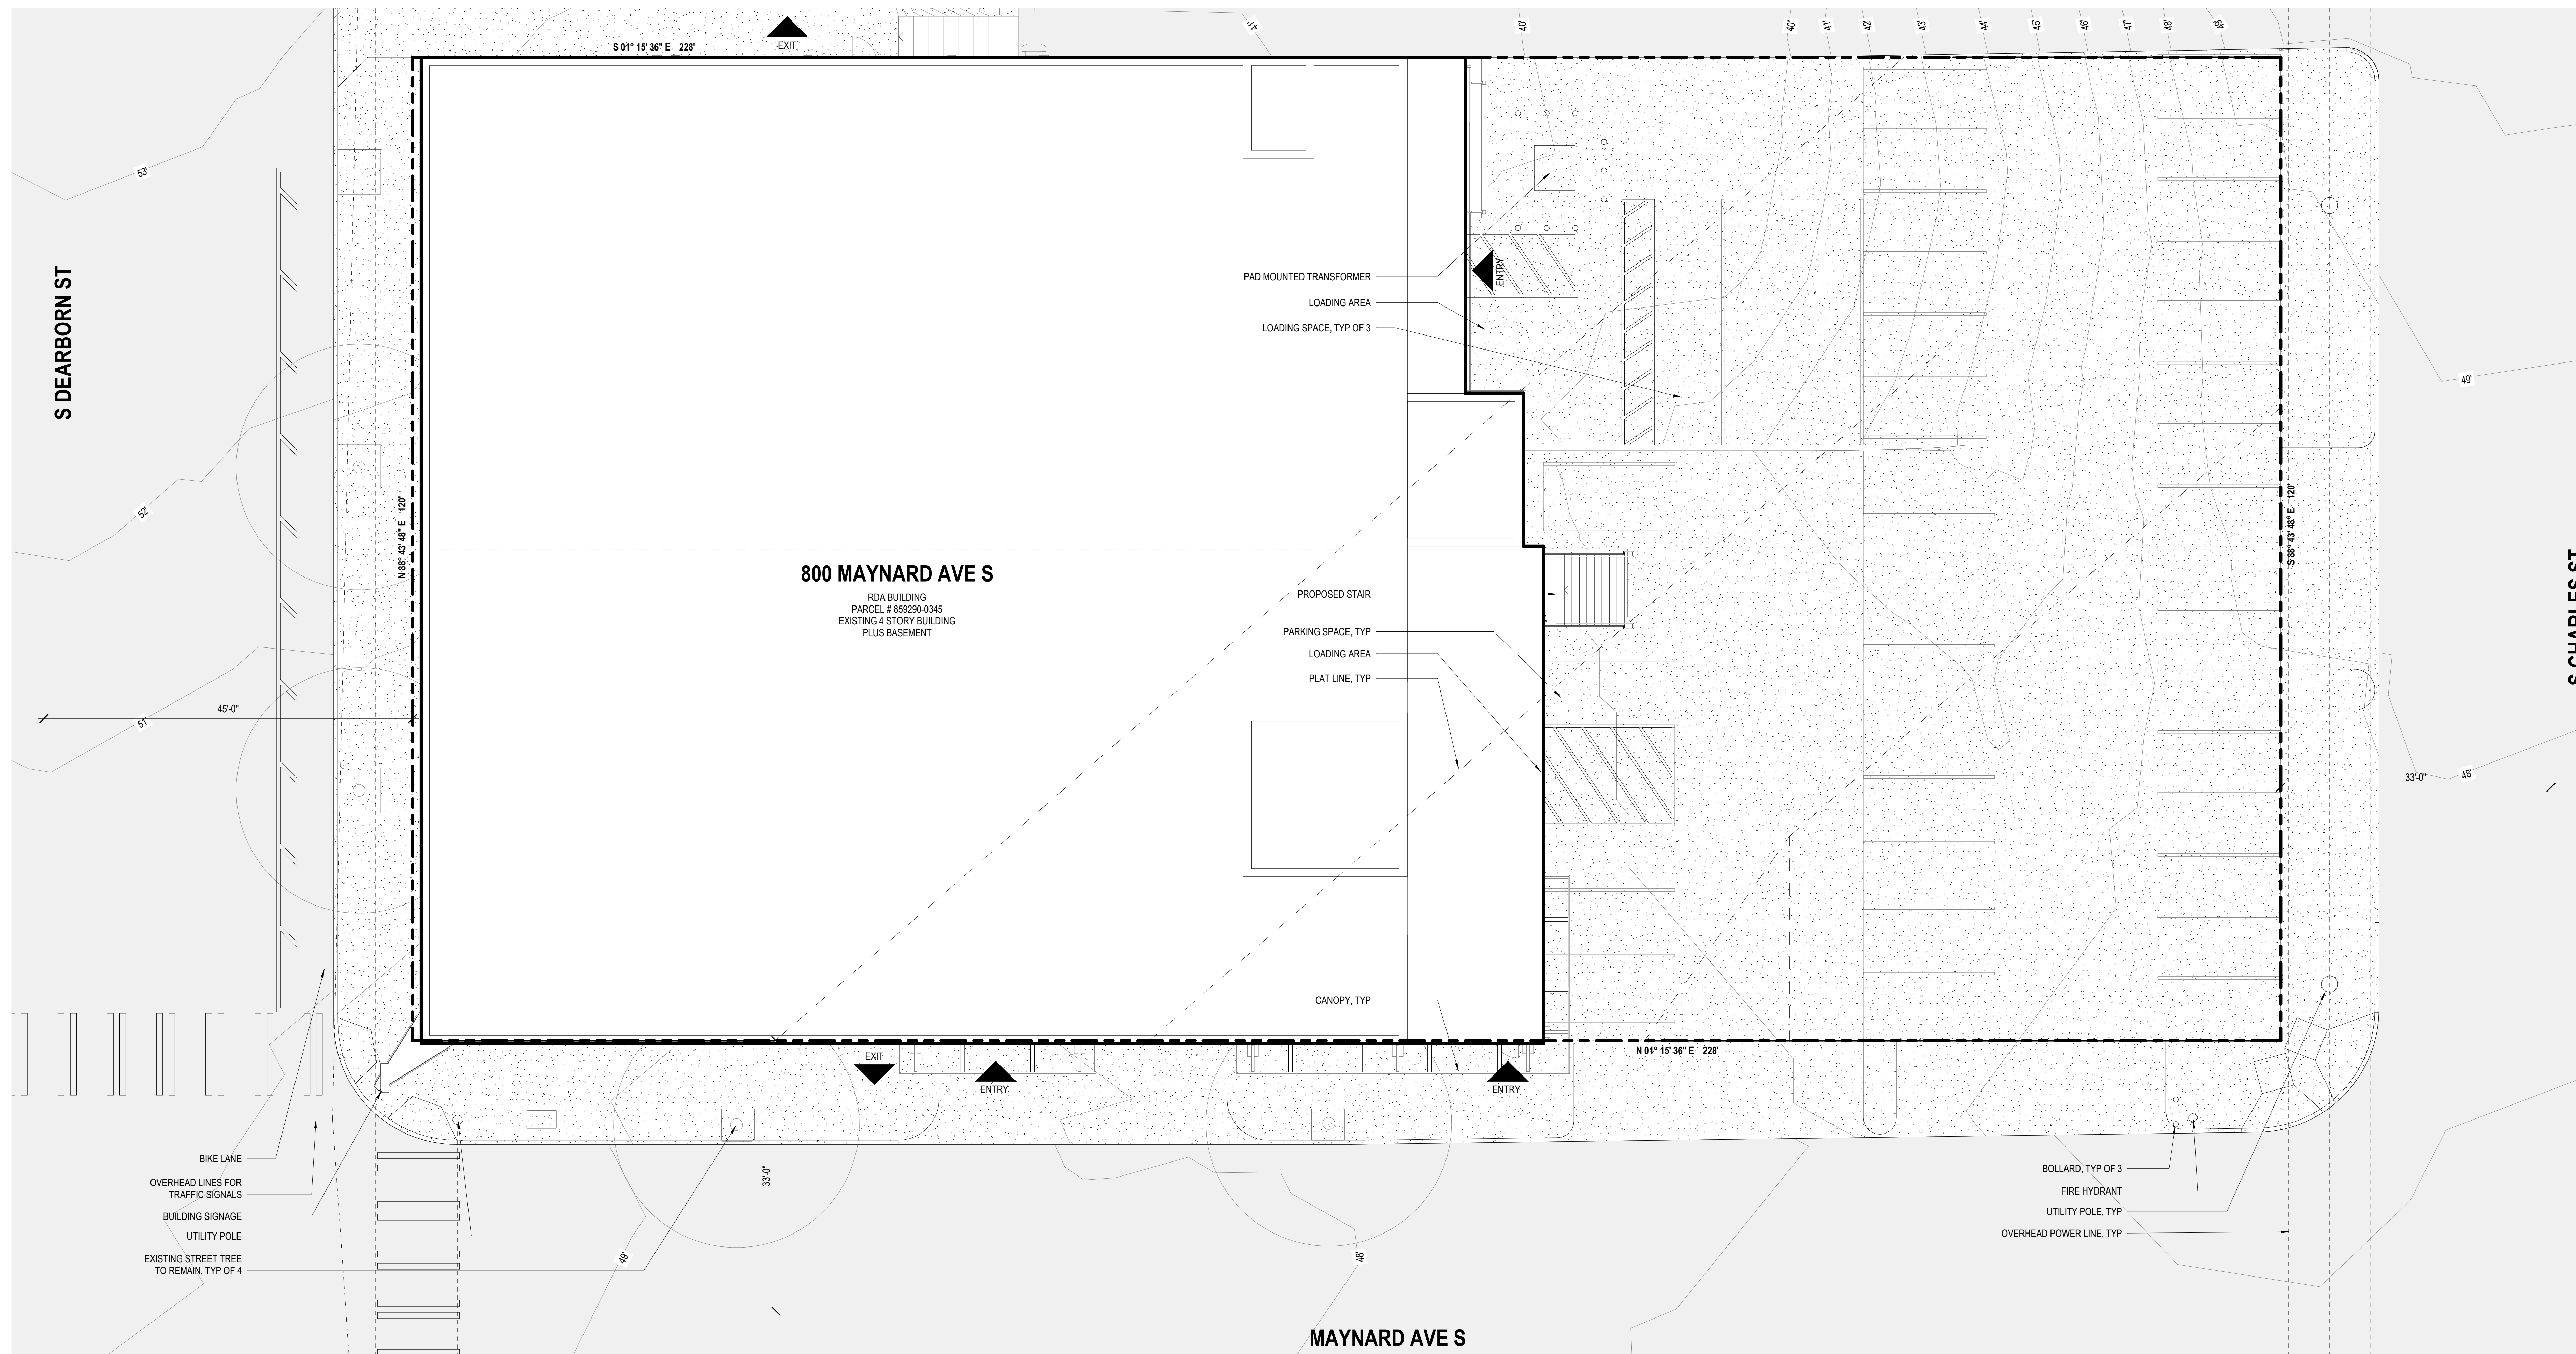 S 01° 15' 36" E 228'
EXIT
41'
40'
40'
41'
42'
43'
44'
45'
46'
47'
48'
49'
53'
S DEARBORN ST
52'
51'
N 88° 43' 48" E 120'
45'-0"
800 MAYNARD AVE S
RDA BUILDING
PARCEL # 859290-0345
EXISTING 4 STORY BUILDING
PLUS BASEMENT
PAD MOUNTED TRANSFORMER
LOADING AREA
LOADING SPACE, TYP OF 3
ENTRY
PROPOSED STAIR
PARKING SPACE, TYP
LOADING AREA
PLAT LINE, TYP
CANOPY, TYP
49'
S 88° 43' 48" E 120'
S CHARLES ST
33'-0"
48'
N 01° 15' 36" E 228'
EXIT
ENTRY
ENTRY
BIKE LANE
OVERHEAD LINES FOR
TRAFFIC SIGNALS
BUILDING SIGNAGE
UTILITY POLE
EXISTING STREET TREE
TO REMAIN, TYP OF 4
33'-0"
49'
48'
BOLLARD, TYP OF 3
FIRE HYDRANT
UTILITY POLE, TYP
OVERHEAD POWER LINE, TYP
MAYNARD AVE S